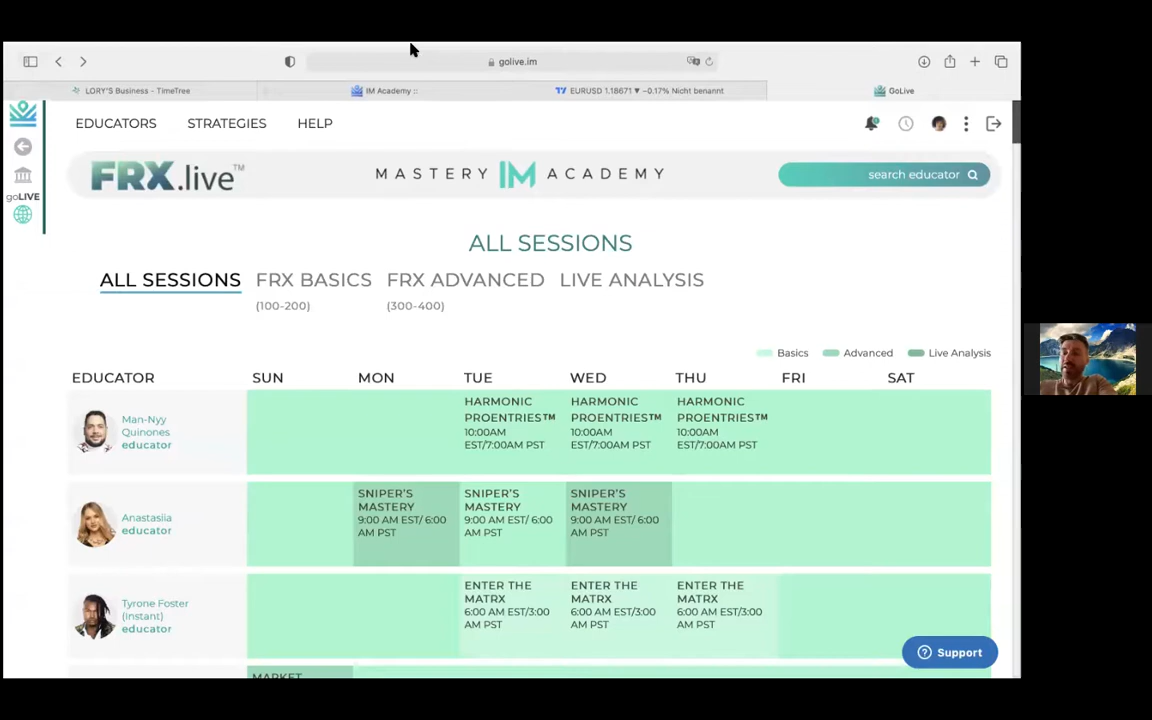 golive.im
LORY'S Business - TimeTree
IM Academy ::
EURUSD 1.18671 ▼ −0.17% Nicht benannt
GoLive
EDUCATORS STRATEGIES HELP
goLIVE
FRX.live™
MASTERY IM ACADEMY
search educator
ALL SESSIONS
ALL SESSIONS FRX BASICS FRX ADVANCED LIVE ANALYSIS
(100-200) (300-400)
Basics Advanced Live Analysis
EDUCATOR SUN MON TUE WED THU FRI SAT
Man-Nyy
Quinones
educator
HARMONIC
PROENTRIES™
10:00AM
EST/7:00AM PST
HARMONIC
PROENTRIES™
10:00AM
EST/7:00AM PST
HARMONIC
PROENTRIES™
10:00AM
EST/7:00AM PST
Anastasiia
educator
SNIPER'S
MASTERY
9:00 AM EST/ 6:00
AM PST
SNIPER'S
MASTERY
9:00 AM EST/ 6:00
AM PST
SNIPER'S
MASTERY
9:00 AM EST/ 6:00
AM PST
Tyrone Foster
(instant)
educator
ENTER THE
MATRX
6:00 AM EST/3:00
AM PST
ENTER THE
MATRX
6:00 AM EST/3:00
AM PST
ENTER THE
MATRX
6:00 AM EST/3:00
AM PST
MARKET
Support